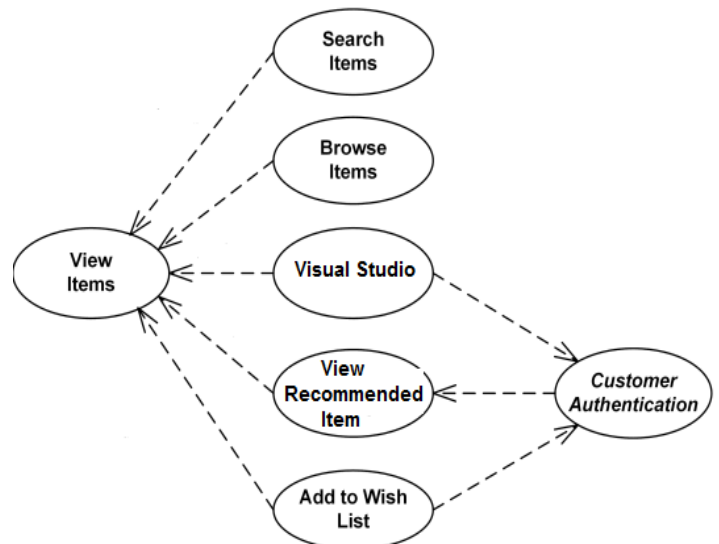 Search
Items
Browse
Items
View
Items
Visual Studio
View
Recommended
Item
Customer
Authentication
Add to Wish
List